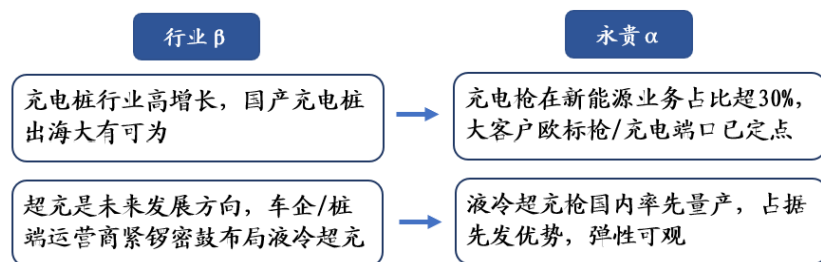 行业β
永贵α
充电桩行业高增长，国产充电桩
出海大有可为
充电枪在新能源业务占比超30%，
大客户欧标枪/充电端口已定点
超充是未来发展方向，车企/桩
端运营商紧锣密鼓布局液冷超充
液冷超充枪国内率先量产，占据
先发优势，弹性可观